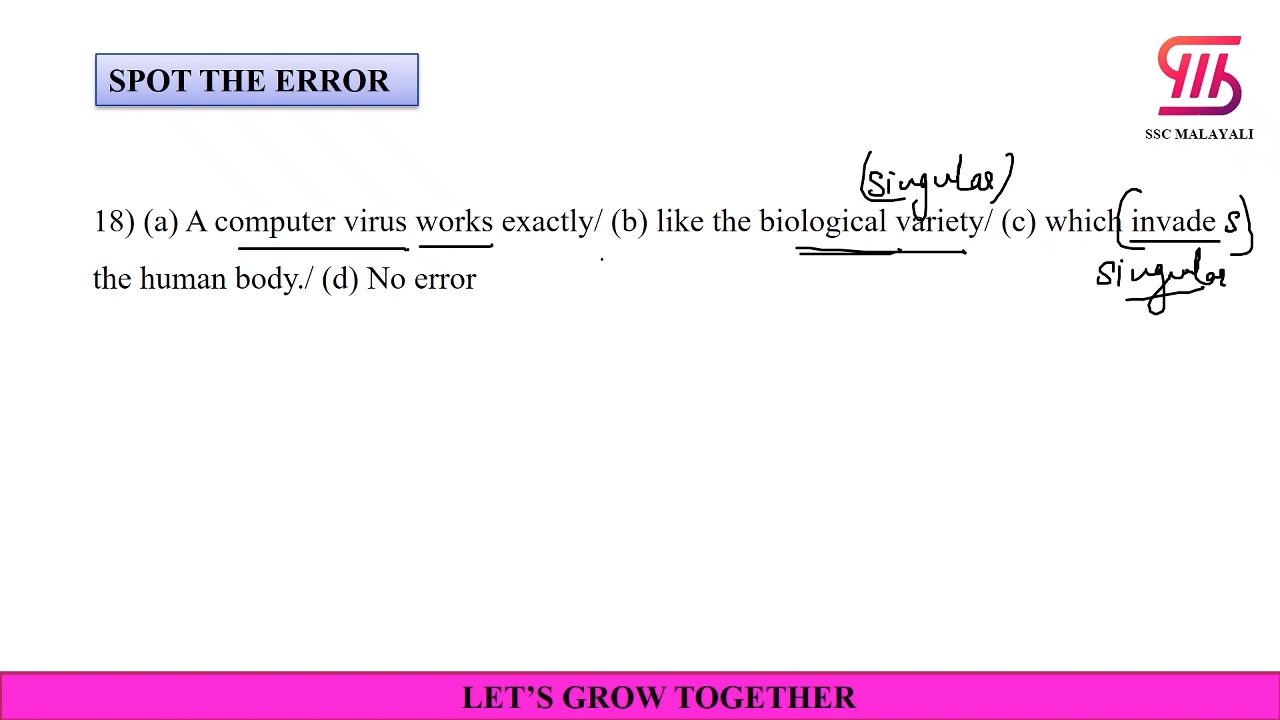 SPOT THE ERROR
SSC MALAYALI
(singular)
18) (a) A computer virus works exactly/ (b) like the biological variety/ (c) which (invade s)
the human body./ (d) No error
singular
LET’S GROW TOGETHER